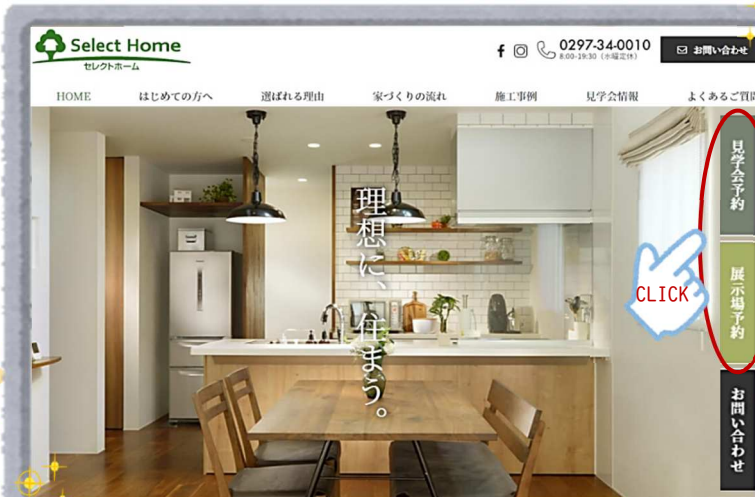 Select Home
セレクトホーム
0297-34-0010
8:00-19:30（水曜定休）
お問い合わせ
HOME
はじめての方へ
選ばれる理由
家づくりの流れ
施工事例
見学会情報
よくあるご質問
見学会予約
理想に、住まう。
CLICK
展示場予約
お問い合わせ